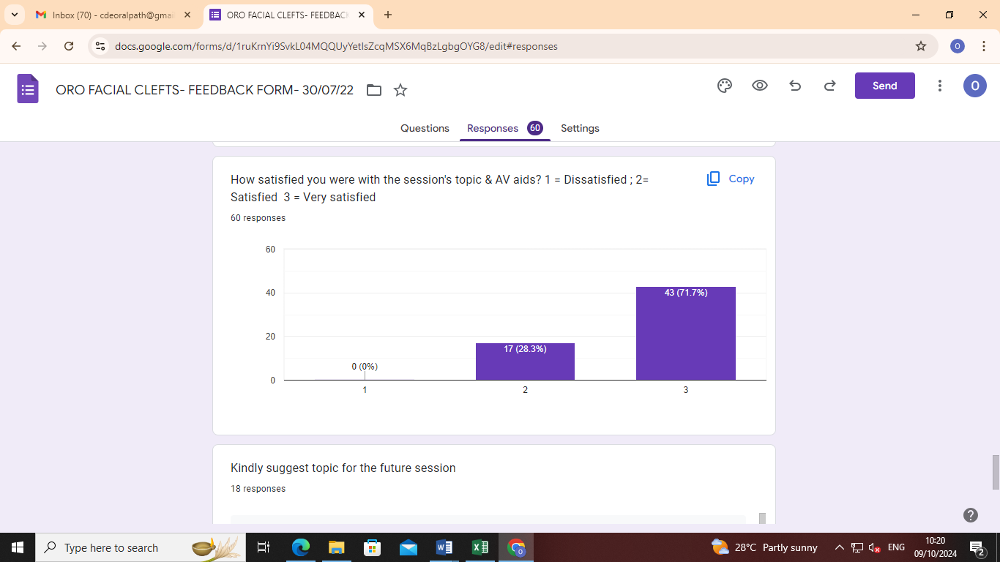 Inbox (70) - cdeoralpath@gmai
ORO FACIAL CLEFTS- FEEDBACK
docs.google.com/forms/d/1ruKrnYi9SvkL04MQQUyYetIsZcqMSX6MqBzLgbgOYG8/edit#responses
O
ORO FACIAL CLEFTS- FEEDBACK FORM- 30/07/22
Send
O
Questions
Responses 60
Settings
How satisfied you were with the session's topic & AV aids? 1 = Dissatisfied ; 2=
Satisfied  3 = Very satisfied
Copy
60 responses
60
40
20
0
0 (0%)
17 (28.3%)
43 (71.7%)
1
2
3
Kindly suggest topic for the future session
18 responses
Type here to search
28°C Partly sunny
ENG
10:20
09/10/2024
2